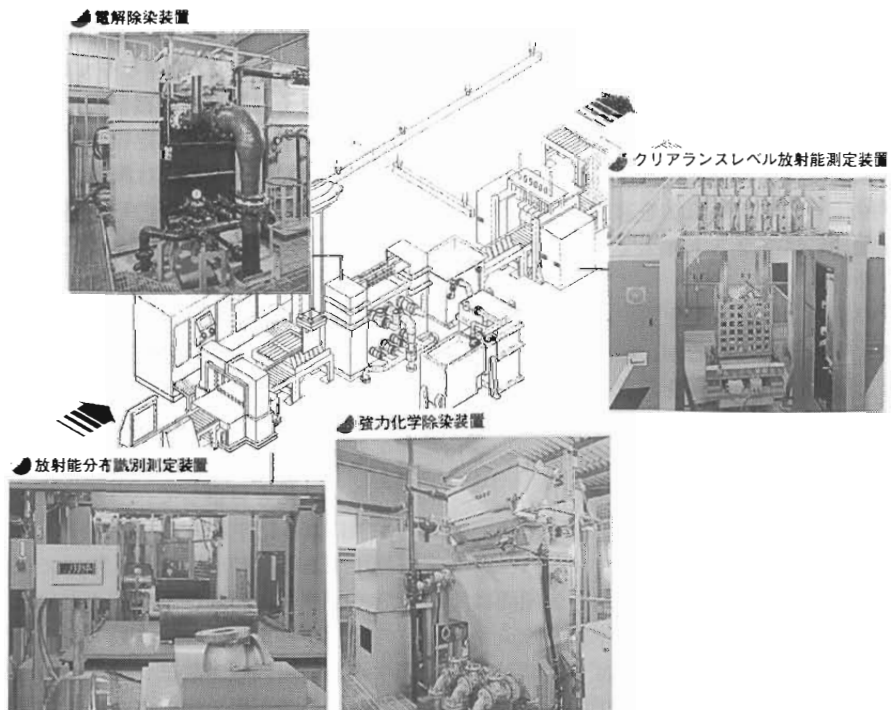 電解除染装置
クリアランスレベル放射能測定装置
強力化学除染装置
放射能分布識別測定装置